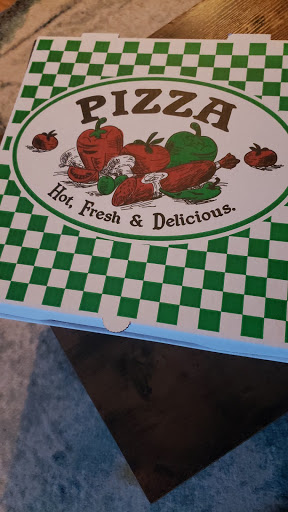 PIZZA
Hot, Fresh & Delicious.